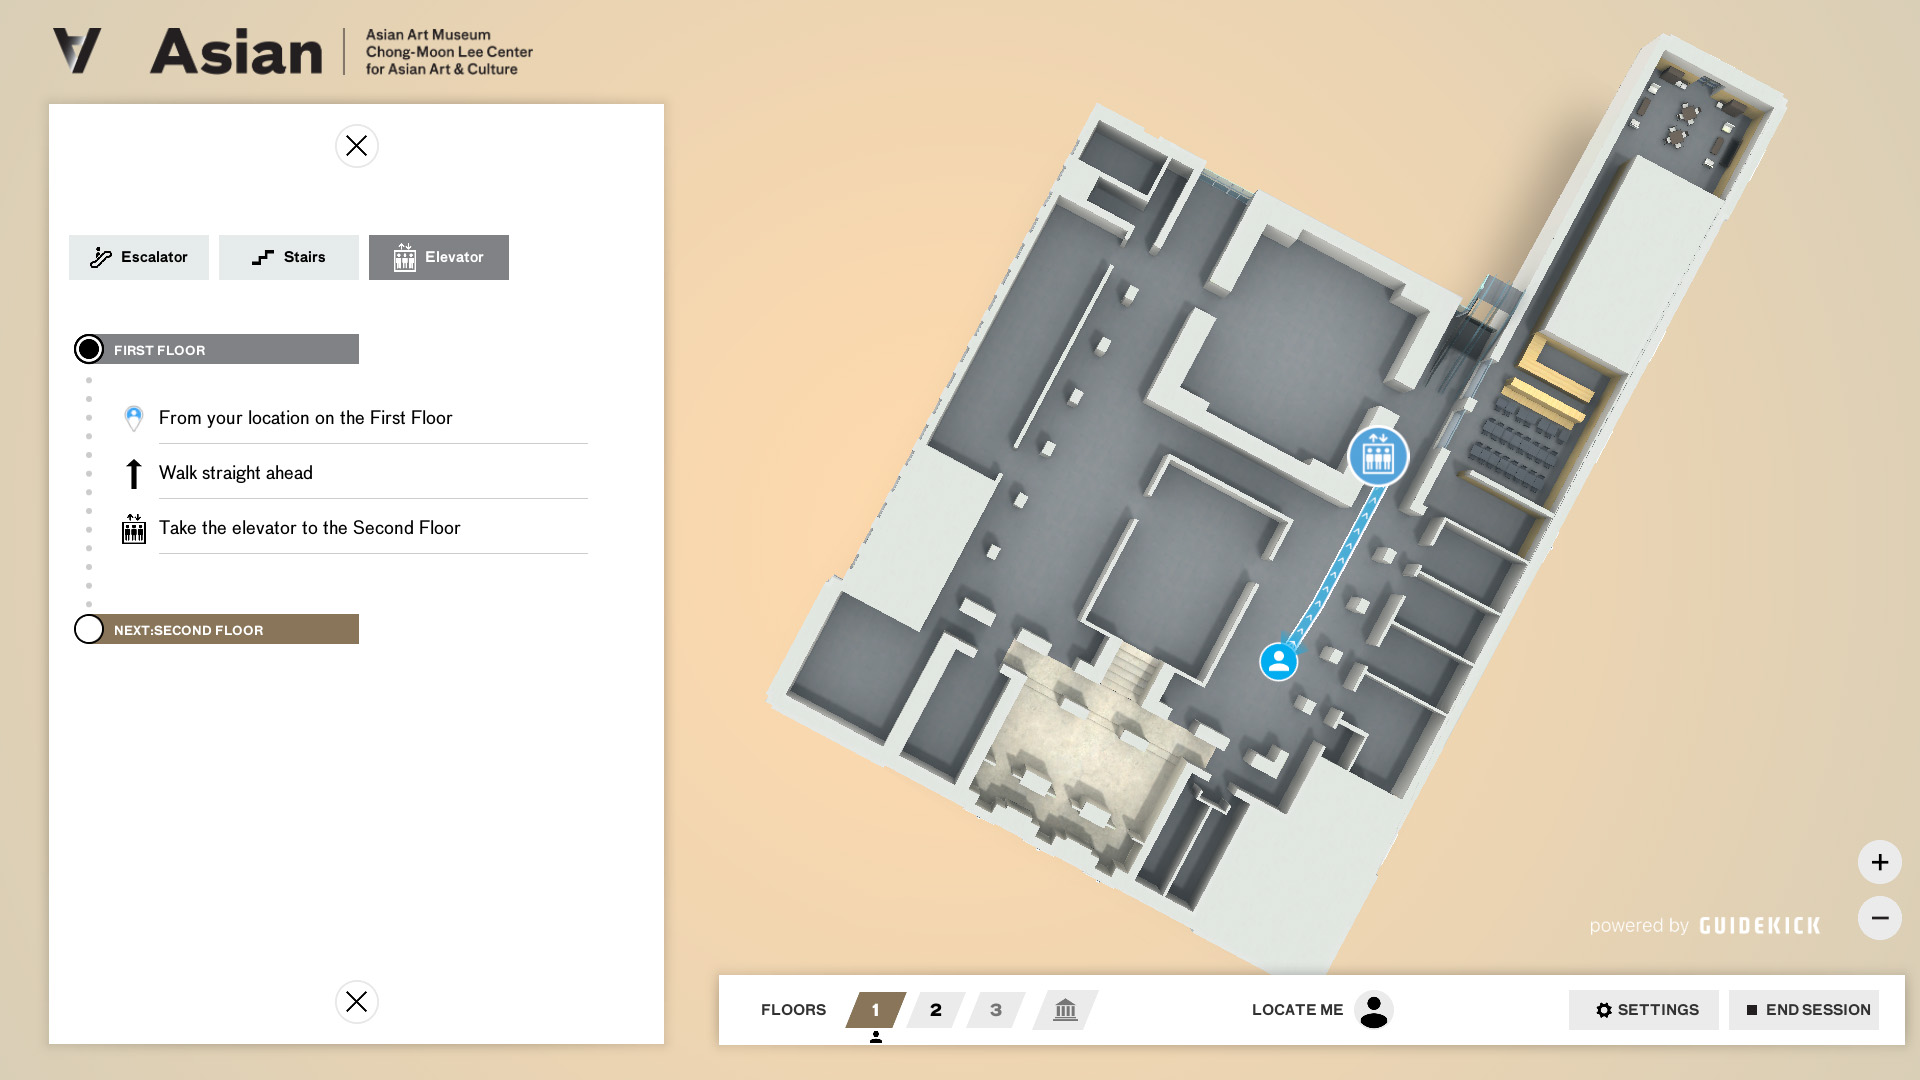 Asian
Asian Art Museum
Chong-Moon Lee Center
for Asian Art & Culture
Escalator
Stairs
Elevator
FIRST FLOOR
From your location on the First Floor
Walk straight ahead
Take the elevator to the Second Floor
NEXT:SECOND FLOOR
powered by GUIDEKICK
FLOORS
1
2
3
LOCATE ME
SETTINGS
END SESSION